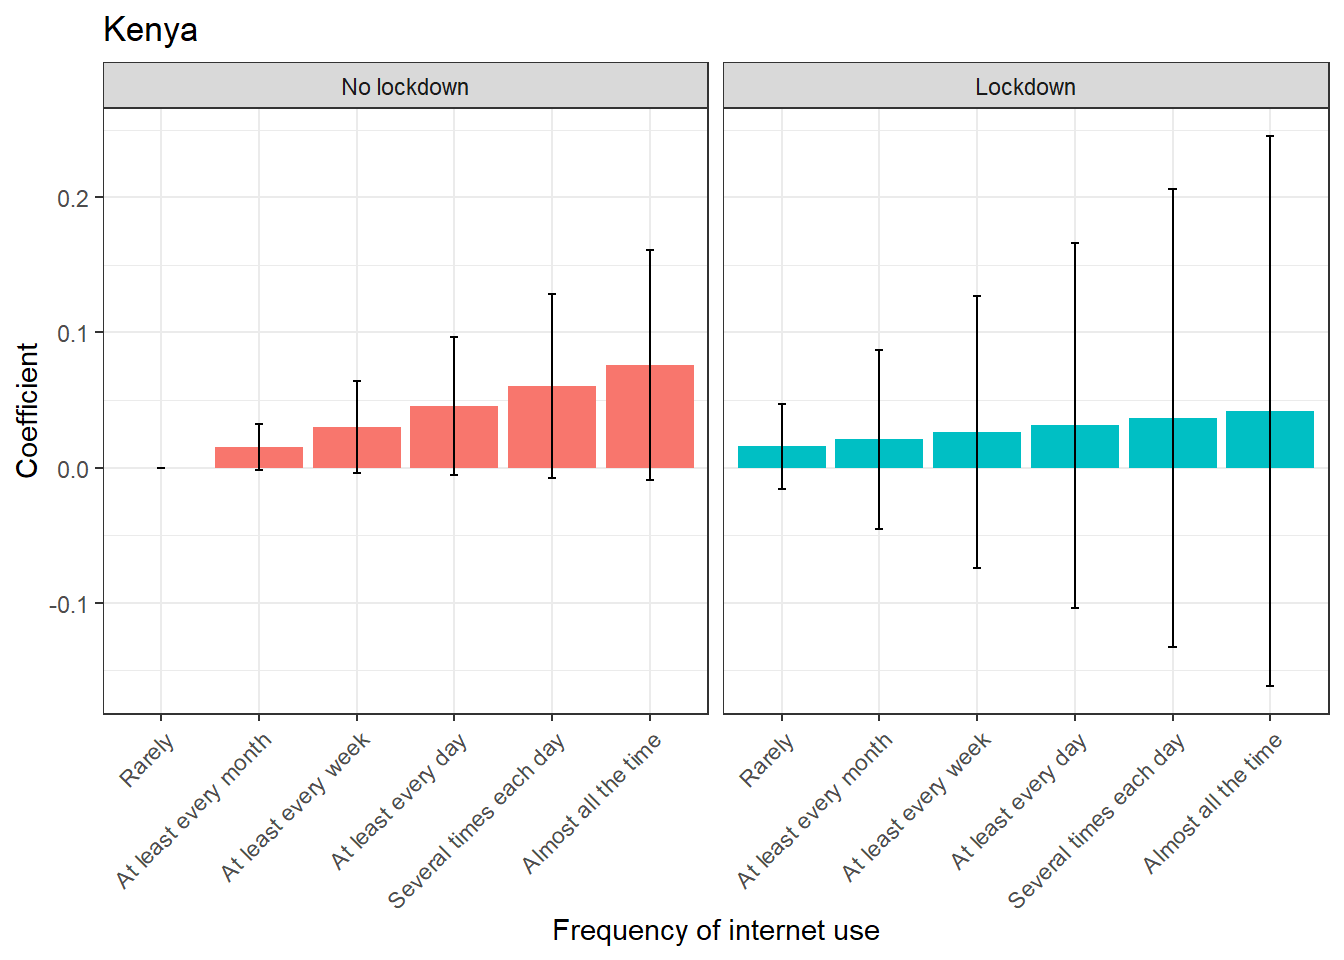 Kenya
No lockdown
Lockdown
Coefficient
0.2
0.1
0.0
-0.1
Rarely
At least every month
At least every week
At least every day
Several times each day
Almost all the time
Rarely
At least every month
At least every week
At least every day
Several times each day
Almost all the time
Frequency of internet use